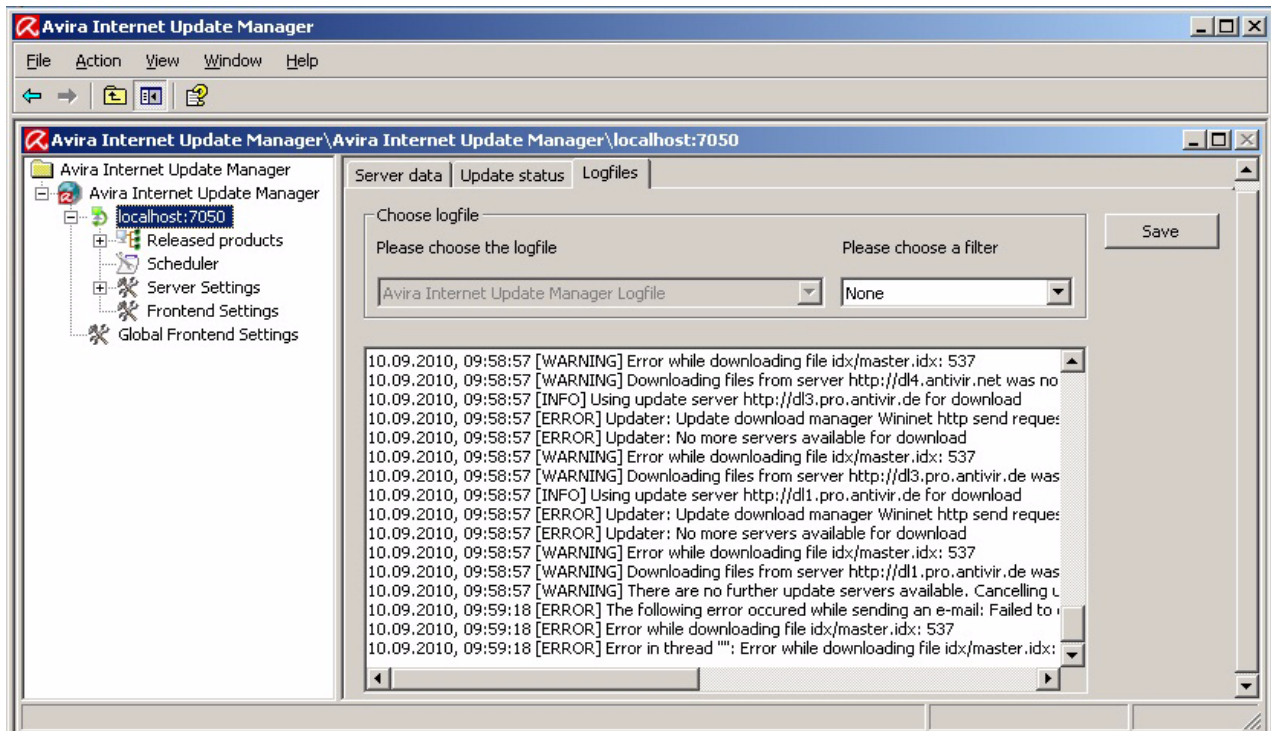 Avira Internet Update Manager
File Action View Window Help
Avira Internet Update Manager\Avira Internet Update Manager\localhost:7050
Avira Internet Update Manager
Avira Internet Update Manager
localhost:7050
Released products
Scheduler
Server Settings
Frontend Settings
Global Frontend Settings
Server data Update status Logfiles
Choose logfile
Please choose the logfile Please choose a filter
Avira Internet Update Manager Logfile None
Save
10.09.2010, 09:58:57 [WARNING] Error while downloading file idx/master.idx: 537
10.09.2010, 09:58:57 [WARNING] Downloading files from server http://dl4.antivir.net was no
10.09.2010, 09:58:57 [INFO] Using update server http://dl3.pro.antivir.de for download
10.09.2010, 09:58:57 [ERROR] Updater: Update download manager Wininet http send reques
10.09.2010, 09:58:57 [ERROR] Updater: No more servers available for download
10.09.2010, 09:58:57 [WARNING] Error while downloading file idx/master.idx: 537
10.09.2010, 09:58:57 [WARNING] Downloading files from server http://dl3.pro.antivir.de was
10.09.2010, 09:58:57 [INFO] Using update server http://dl1.pro.antivir.de for download
10.09.2010, 09:58:57 [ERROR] Updater: Update download manager Wininet http send reques
10.09.2010, 09:58:57 [ERROR] Updater: No more servers available for download
10.09.2010, 09:58:57 [WARNING] Error while downloading file idx/master.idx: 537
10.09.2010, 09:58:57 [WARNING] Downloading files from server http://dl1.pro.antivir.de was
10.09.2010, 09:58:57 [WARNING] There are no further update servers available. Cancelling u
10.09.2010, 09:59:18 [ERROR] The following error occured while sending an e-mail: Failed to
10.09.2010, 09:59:18 [ERROR] Error while downloading file idx/master.idx: 537
10.09.2010, 09:59:18 [ERROR] Error in thread "": Error while downloading file idx/master.idx: